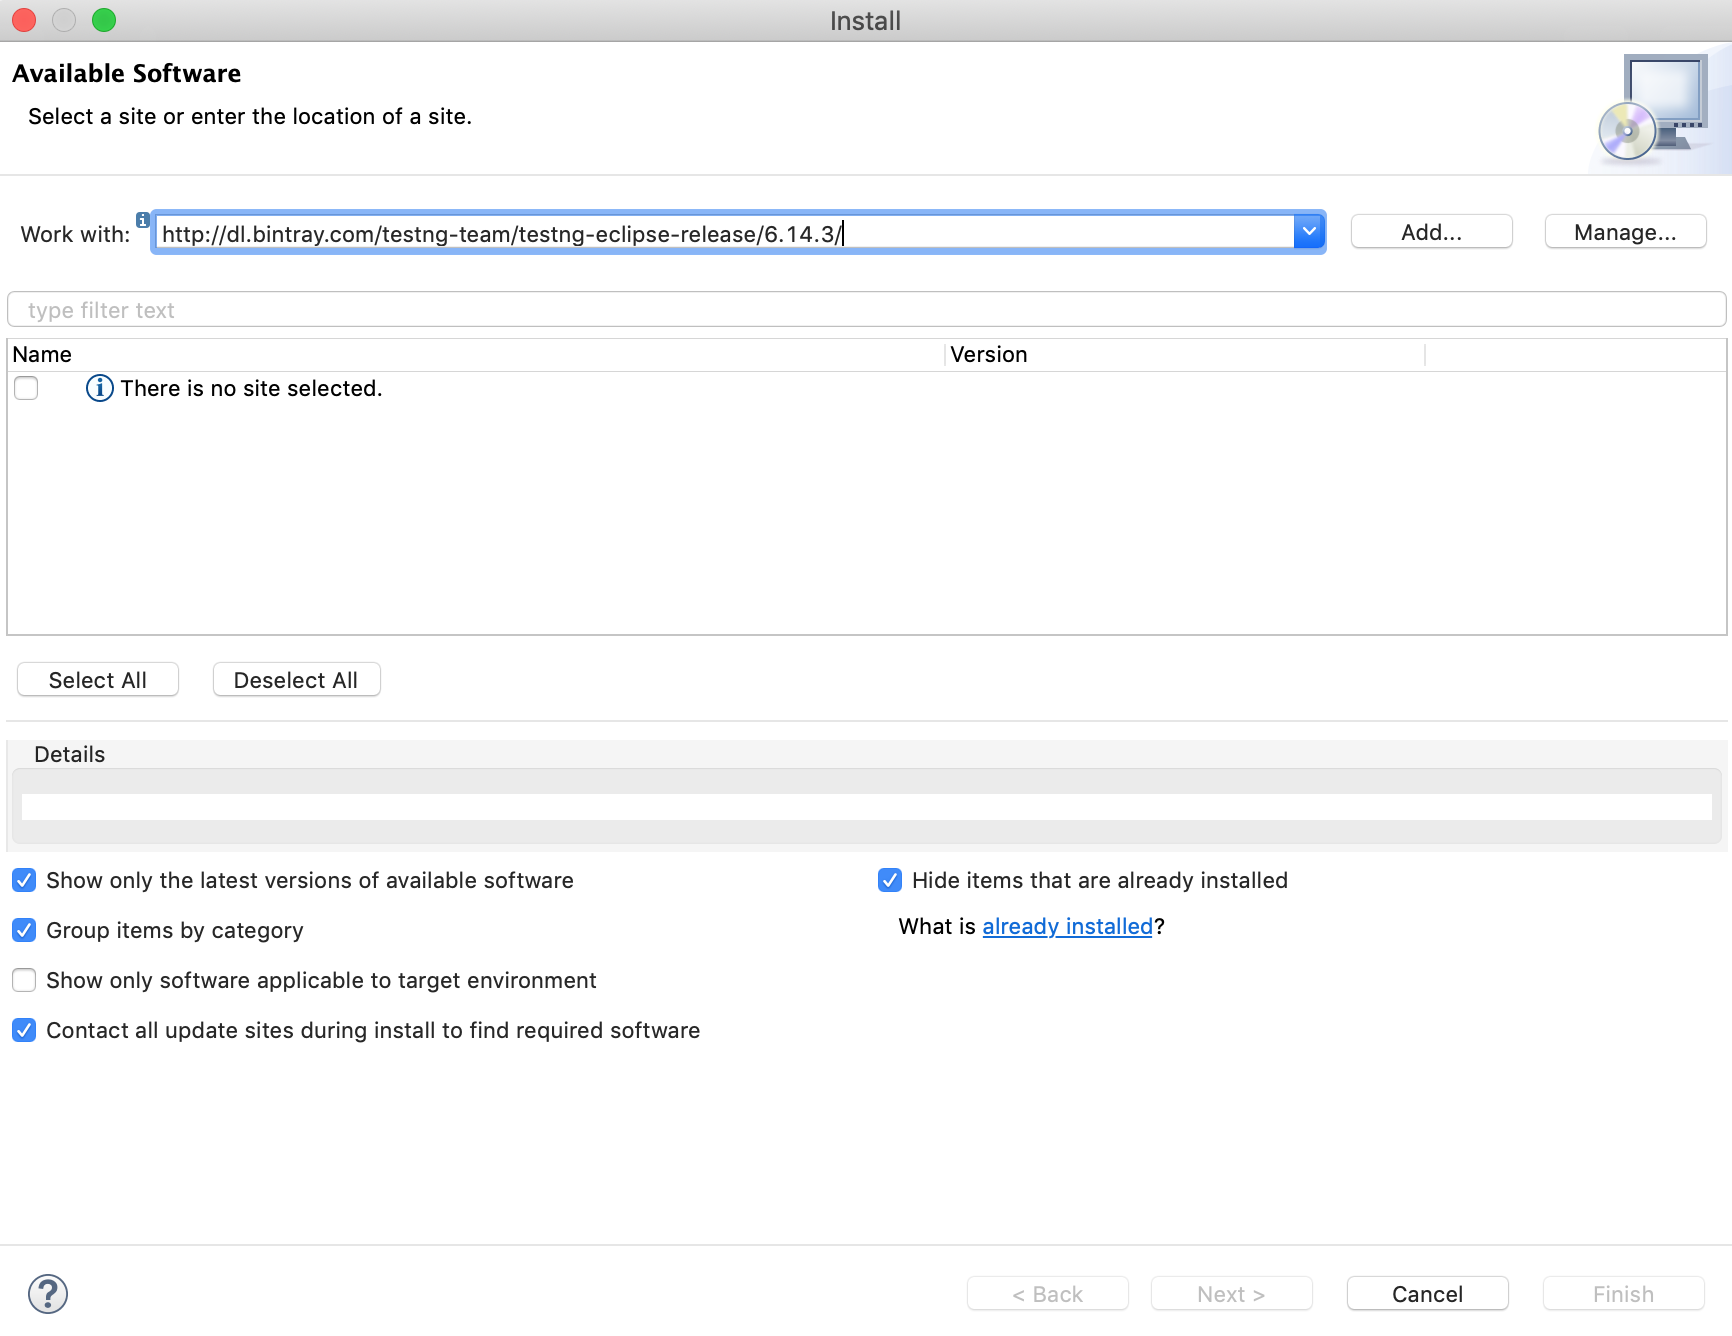 Install
Available Software
Select a site or enter the location of a site.
Work with: http://dl.bintray.com/testng-team/testng-eclipse-release/6.14.3/ Add... Manage...
type filter text
Name Version
There is no site selected.
Select All Deselect All
Details
Show only the latest versions of available software Hide items that are already installed
Group items by category What is already installed?
Show only software applicable to target environment
Contact all update sites during install to find required software
? < Back Next > Cancel Finish